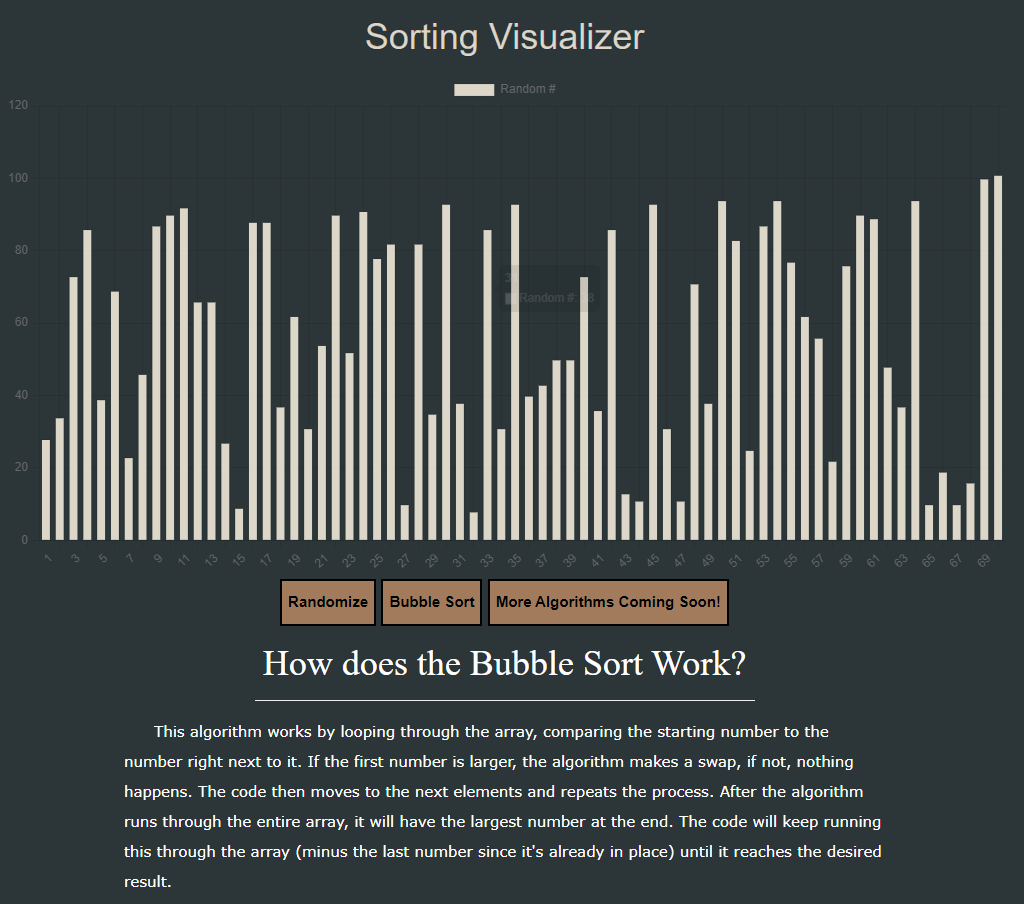 Sorting Visualizer
Random #
120
100
80
60
40
20
0
Random #: 38
1 3 5 7 9 11 13 15 17 19 21 23 25 27 29 31 33 35 37 39 41 43 45 47 49 51 53 55 57 59 61 63 65 67 69
Randomize Bubble Sort More Algorithms Coming Soon!
How does the Bubble Sort Work?
This algorithm works by looping through the array, comparing the starting number to the
number right next to it. If the first number is larger, the algorithm makes a swap, if not, nothing
happens. The code then moves to the next elements and repeats the process. After the algorithm
runs through the entire array, it will have the largest number at the end. The code will keep running
this through the array (minus the last number since it's already in place) until it reaches the desired
result.